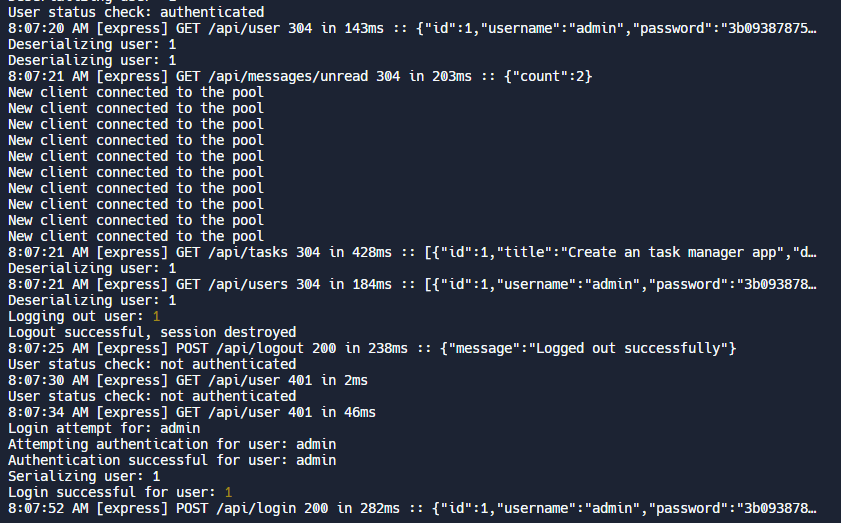 User status check: authenticated
8:07:20 AM [express] GET /api/user 304 in 143ms :: {"id":1,"username":"admin","password":"3b09387875…
Deserializing user: 1
Deserializing user: 1
8:07:21 AM [express] GET /api/messages/unread 304 in 203ms :: {"count":2}
New client connected to the pool
New client connected to the pool
New client connected to the pool
New client connected to the pool
New client connected to the pool
New client connected to the pool
New client connected to the pool
New client connected to the pool
New client connected to the pool
New client connected to the pool
8:07:21 AM [express] GET /api/tasks 304 in 428ms :: [{"id":1,"title":"Create an task manager app","d…
Deserializing user: 1
8:07:21 AM [express] GET /api/users 304 in 184ms :: [{"id":1,"username":"admin","password":"3b093878…
Deserializing user: 1
Logging out user: 1
Logout successful, session destroyed
8:07:25 AM [express] POST /api/logout 200 in 238ms :: {"message":"Logged out successfully"}
User status check: not authenticated
8:07:30 AM [express] GET /api/user 401 in 2ms
User status check: not authenticated
8:07:34 AM [express] GET /api/user 401 in 46ms
Login attempt for: admin
Attempting authentication for user: admin
Authentication successful for user: admin
Serializing user: 1
Login successful for user: 1
8:07:52 AM [express] POST /api/login 200 in 282ms :: {"id":1,"username":"admin","password":"3b093878…